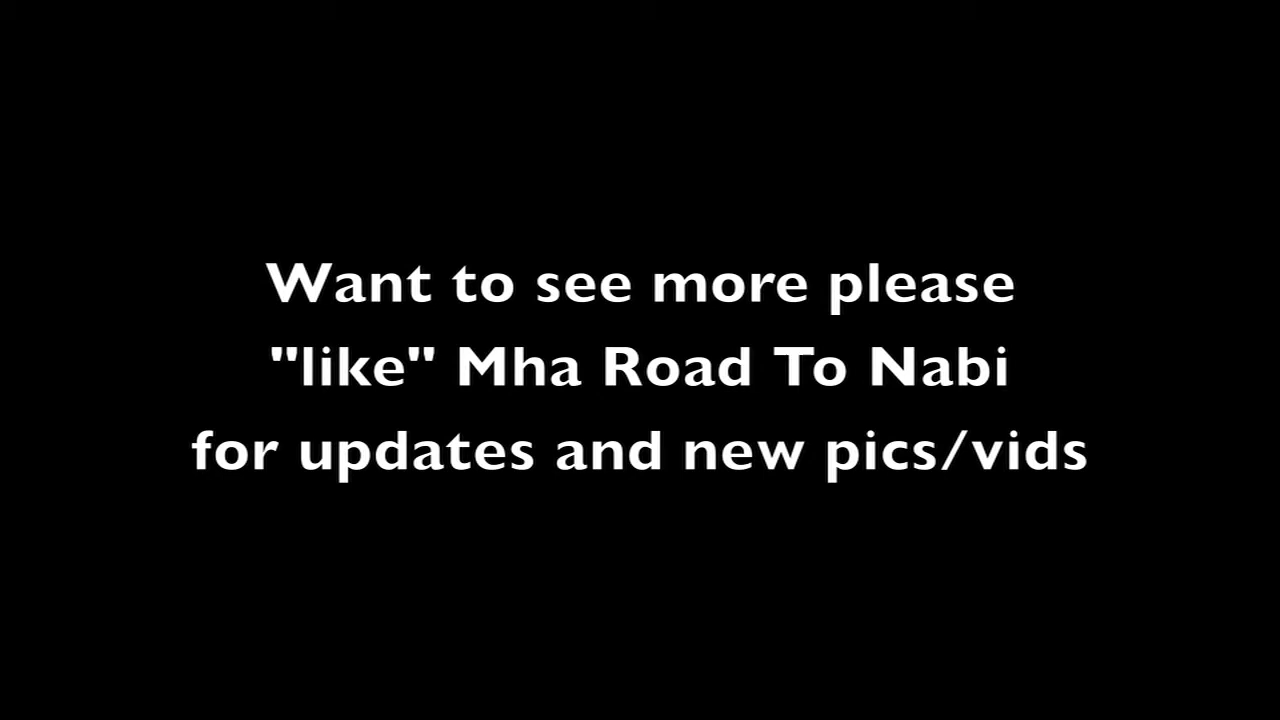 Want to see more please
"like" Mha Road To Nabi
for updates and new pics/vids